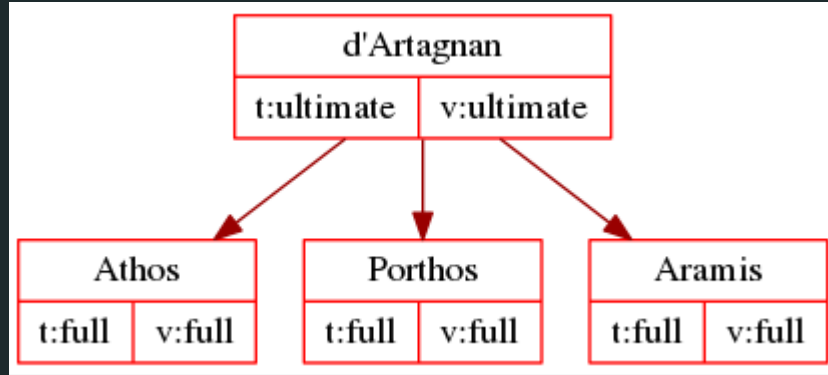 d'Artagnan
t:ultimate v:ultimate
Athos Porthos Aramis
t:full v:full t:full v:full t:full v:full